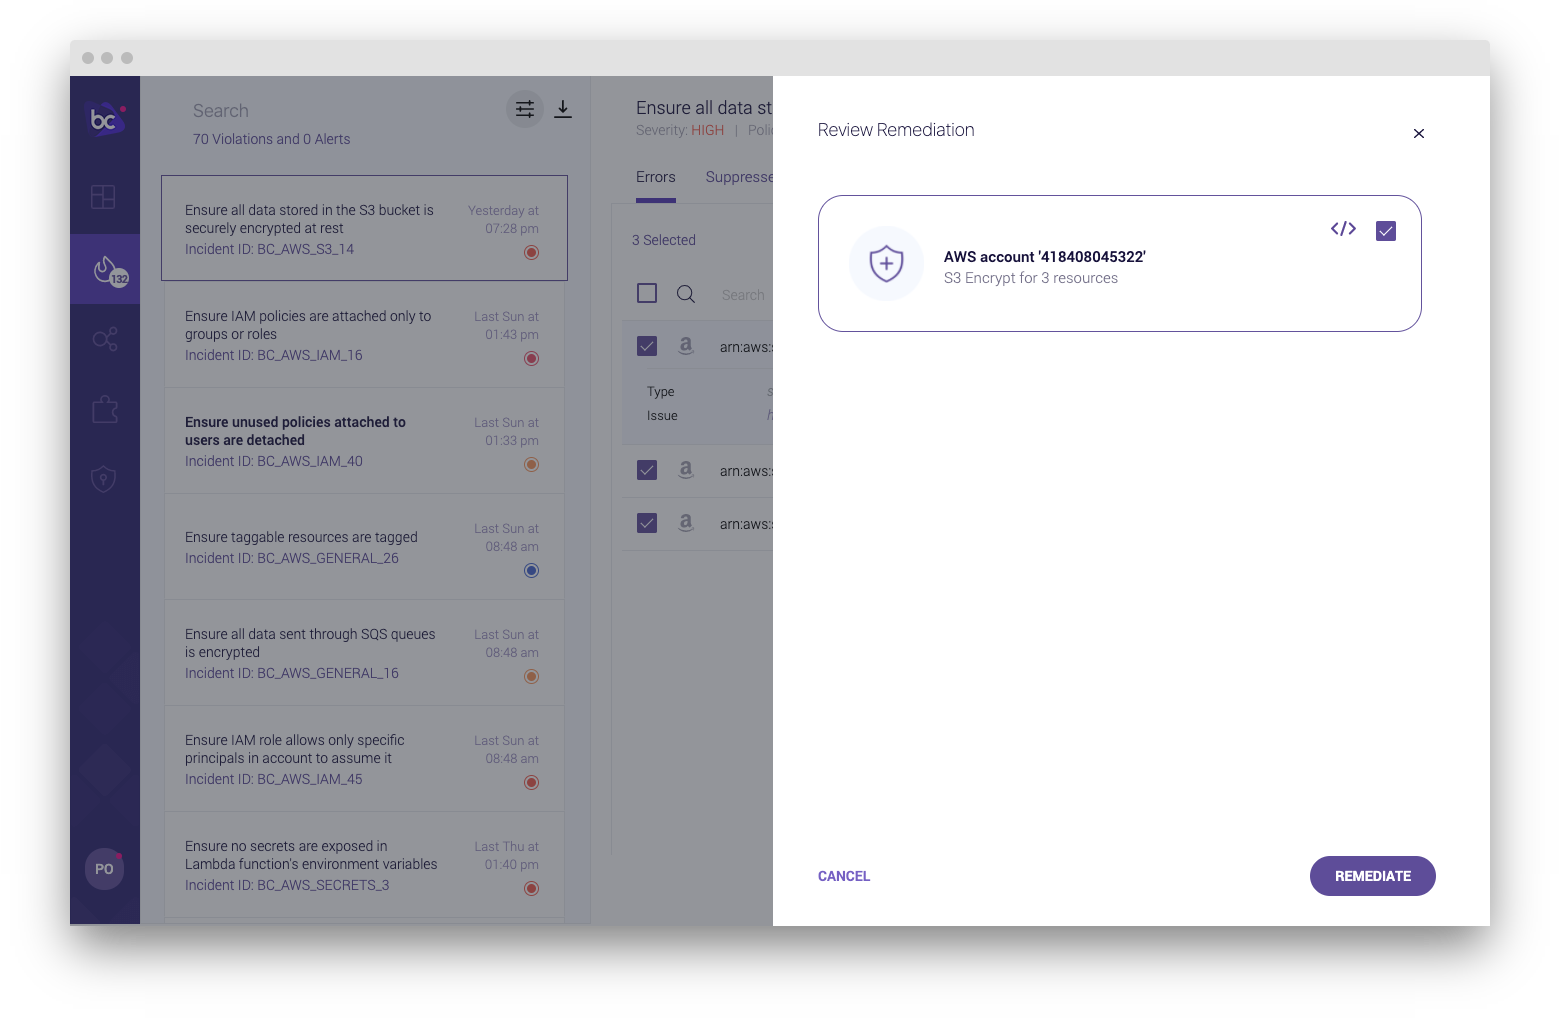 bc
132
PO
Search
70 Violations and 0 Alerts
Ensure all data stored in the S3 bucket is
securely encrypted at rest
Incident ID: BC_AWS_S3_14
Yesterday at
07:28 pm
Ensure IAM policies are attached only to
groups or roles
Incident ID: BC_AWS_IAM_16
Last Sun at
01:43 pm
Ensure unused policies attached to
users are detached
Incident ID: BC_AWS_IAM_40
Last Sun at
01:33 pm
Ensure taggable resources are tagged
Incident ID: BC_AWS_GENERAL_26
Last Sun at
08:48 am
Ensure all data sent through SQS queues
is encrypted
Incident ID: BC_AWS_GENERAL_16
Last Sun at
08:48 am
Ensure IAM role allows only specific
principals in account to assume it
Incident ID: BC_AWS_IAM_45
Last Sun at
08:48 am
Ensure no secrets are exposed in
Lambda function's environment variables
Incident ID: BC_AWS_SECRETS_3
Last Thu at
01:40 pm
Ensure all data st
Severity: HIGH | Polic
Errors Suppresse
3 Selected
Search
arn:aws:
Type
Issue
arn:aws:
arn:aws:
Review Remediation
AWS account '418408045322'
S3 Encrypt for 3 resources
CANCEL
REMEDIATE